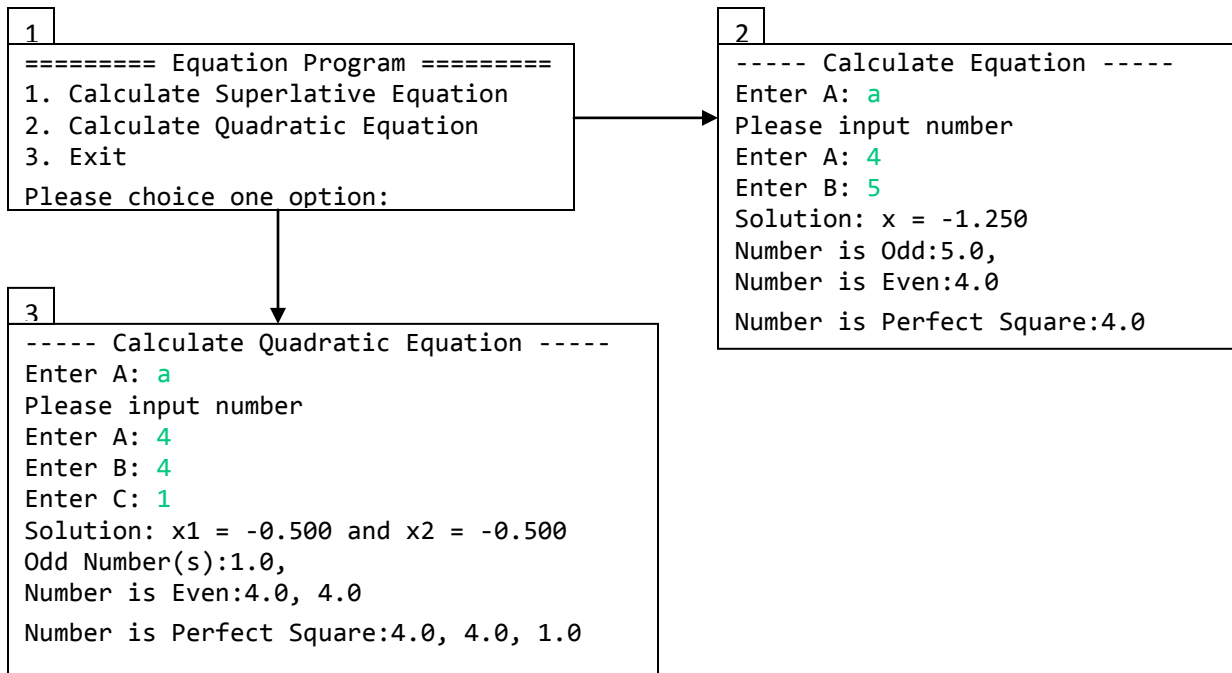 1
========= Equation Program =========
1. Calculate Superlative Equation
2. Calculate Quadratic Equation
3. Exit
Please choice one option:
2
----- Calculate Equation -----
Enter A: a
Please input number
Enter A: 4
Enter B: 5
Solution: x = -1.250
Number is Odd:5.0,
Number is Even:4.0
Number is Perfect Square:4.0
3
----- Calculate Quadratic Equation -----
Enter A: a
Please input number
Enter A: 4
Enter B: 4
Enter C: 1
Solution: x1 = -0.500 and x2 = -0.500
Odd Number(s):1.0,
Number is Even:4.0, 4.0
Number is Perfect Square:4.0, 4.0, 1.0